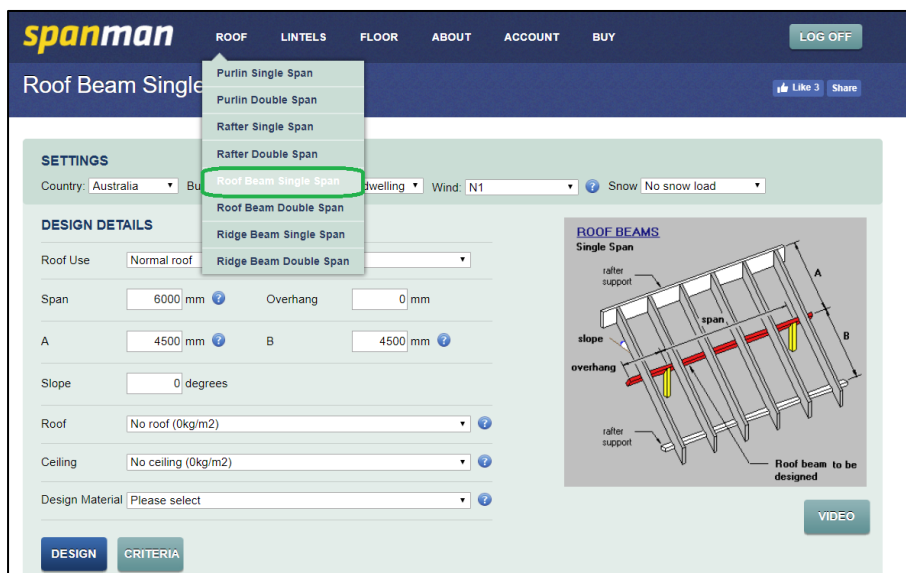 spanman
ROOF LINTELS FLOOR ABOUT ACCOUNT BUY LOG OFF
Roof Beam Single
Like 3 Share
Purlin Single Span
Purlin Double Span
Rafter Single Span
Rafter Double Span
Roof Beam Single Span
Roof Beam Double Span
Ridge Beam Single Span
Ridge Beam Double Span
SETTINGS
Country: Australia Bu dwelling Wind: N1 ? Snow No snow load
DESIGN DETAILS
Roof Use Normal roof
Span 6000 mm ? Overhang 0 mm
A 4500 mm ? B 4500 mm ?
Slope 0 degrees
Roof No roof (0kg/m2) ?
Ceiling No ceiling (0kg/m2) ?
Design Material Please select ?
DESIGN CRITERIA
ROOF BEAMS
Single Span
rafter
support
A
span
B
slope
overhang
rafter
support
Roof beam to be
designed
VIDEO